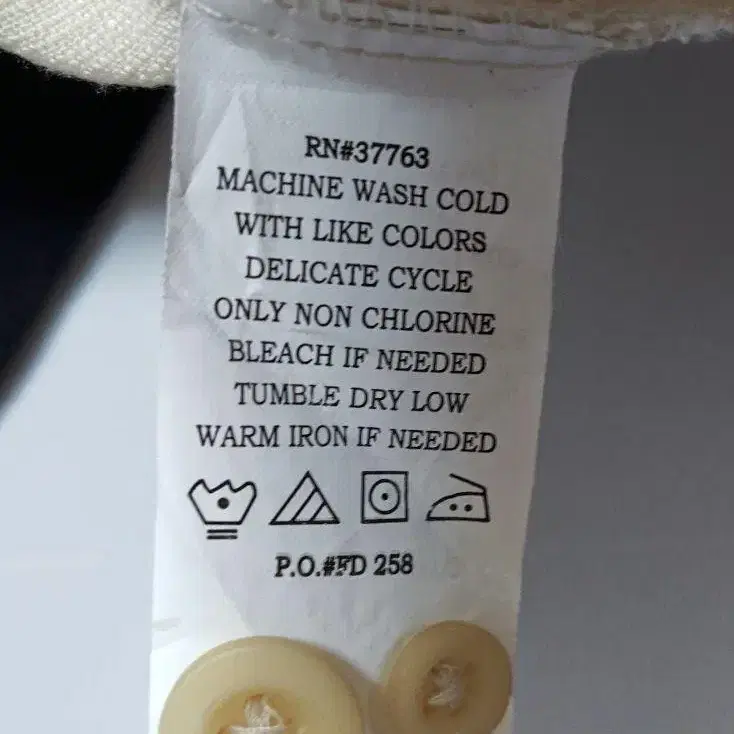 RN#37763
MACHINE WASH COLD
WITH LIKE COLORS
DELICATE CYCLE
ONLY NON CHLORINE
BLEACH IF NEEDED
TUMBLE DRY LOW
WARM IRON IF NEEDED
P.O.#FD 258